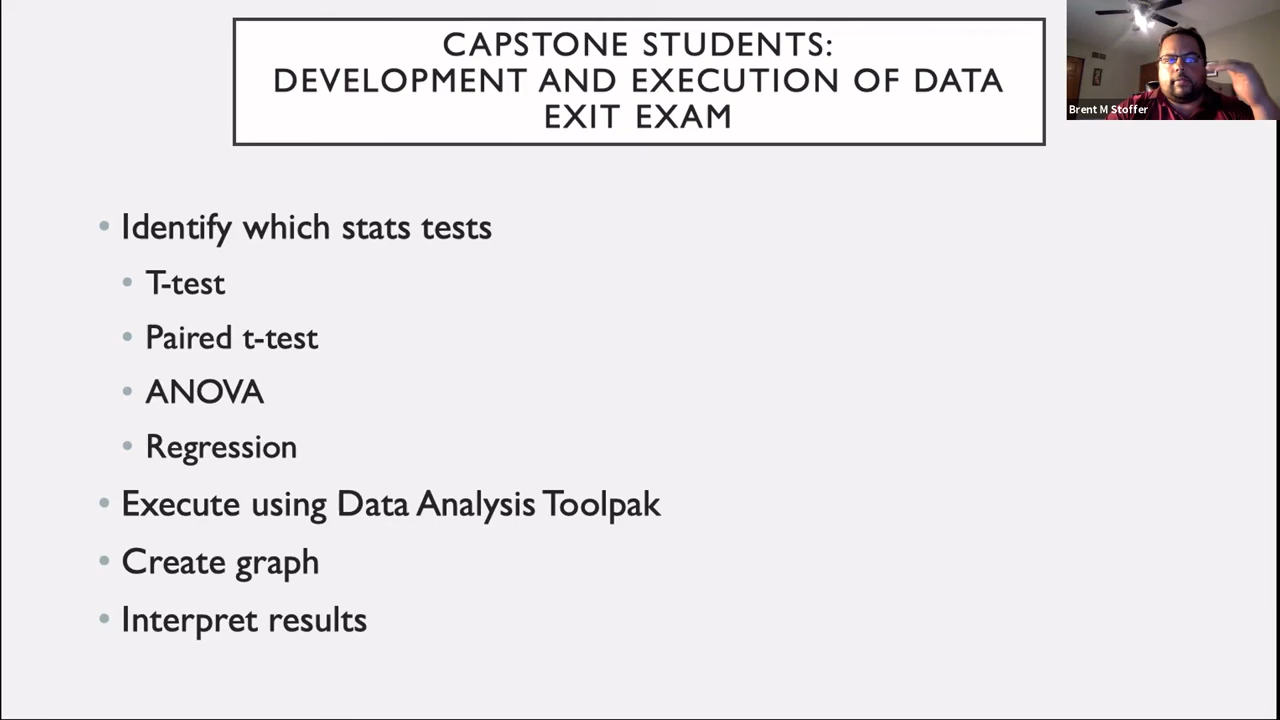 CAPSTONE STUDENTS:
DEVELOPMENT AND EXECUTION OF DATA
EXIT EXAM
Brent M Stoffer
• Identify which stats tests
• T-test
• Paired t-test
• ANOVA
• Regression
• Execute using Data Analysis Toolpak
• Create graph
• Interpret results